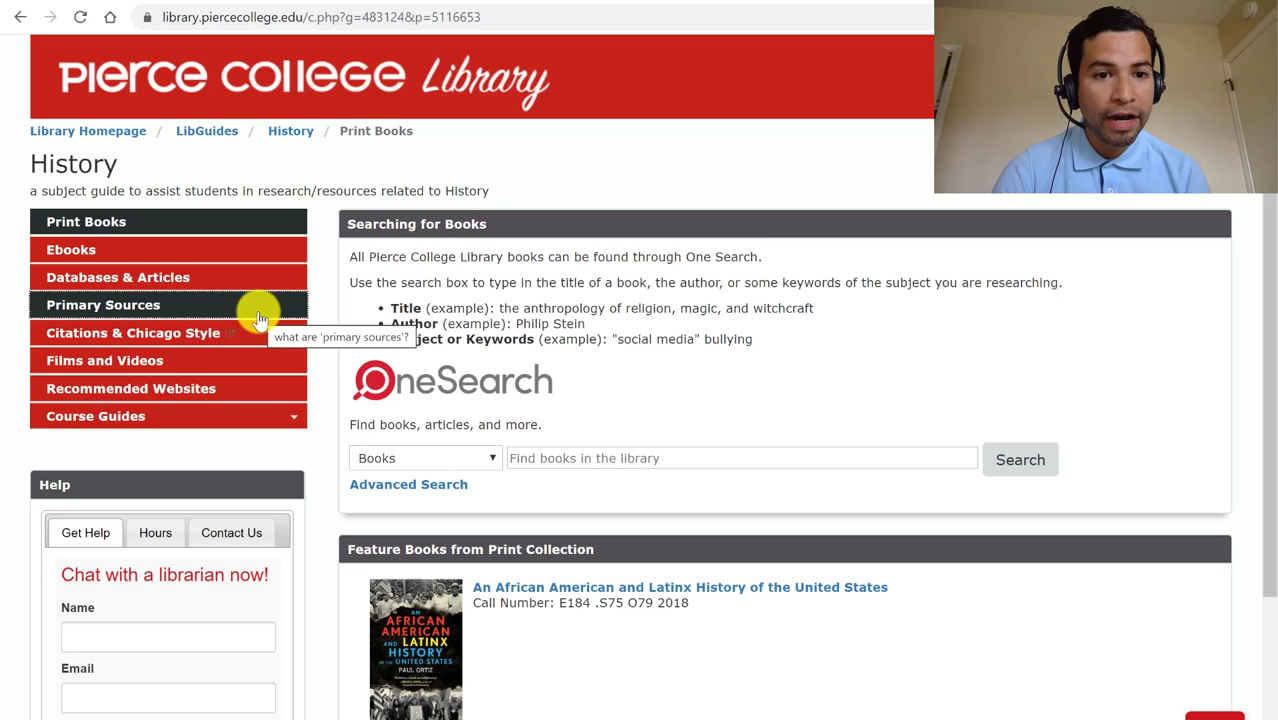 library.piercecollege.edu/c.php?g=483124&p=5116653
PIERCE COLLEGE Library
Library Homepage / LibGuides / History / Print Books
History
a subject guide to assist students in research/resources related to History
Print Books
Ebooks
Databases & Articles
Primary Sources
Citations & Chicago Style
what are 'primary sources'?
Films and Videos
Recommended Websites
Course Guides
Help
Get Help Hours Contact Us
Chat with a librarian now!
Name
Email
Searching for Books
All Pierce College Library books can be found through One Search.
Use the search box to type in the title of a book, the author, or some keywords of the subject you are researching.
• Title (example): the anthropology of religion, magic, and witchcraft
• Author (example): Philip Stein
or Keywords (example): "social media" bullying
OneSearch
Find books, articles, and more.
Books
Find books in the library
Search
Advanced Search
Feature Books from Print Collection
An African American and Latinx History of the United States
Call Number: E184 .S75 O79 2018
AN
AFRICAN
AMERICAN
AND LATINX
HISTORY
OF THE UNITED STATES
PAUL ORTIZ